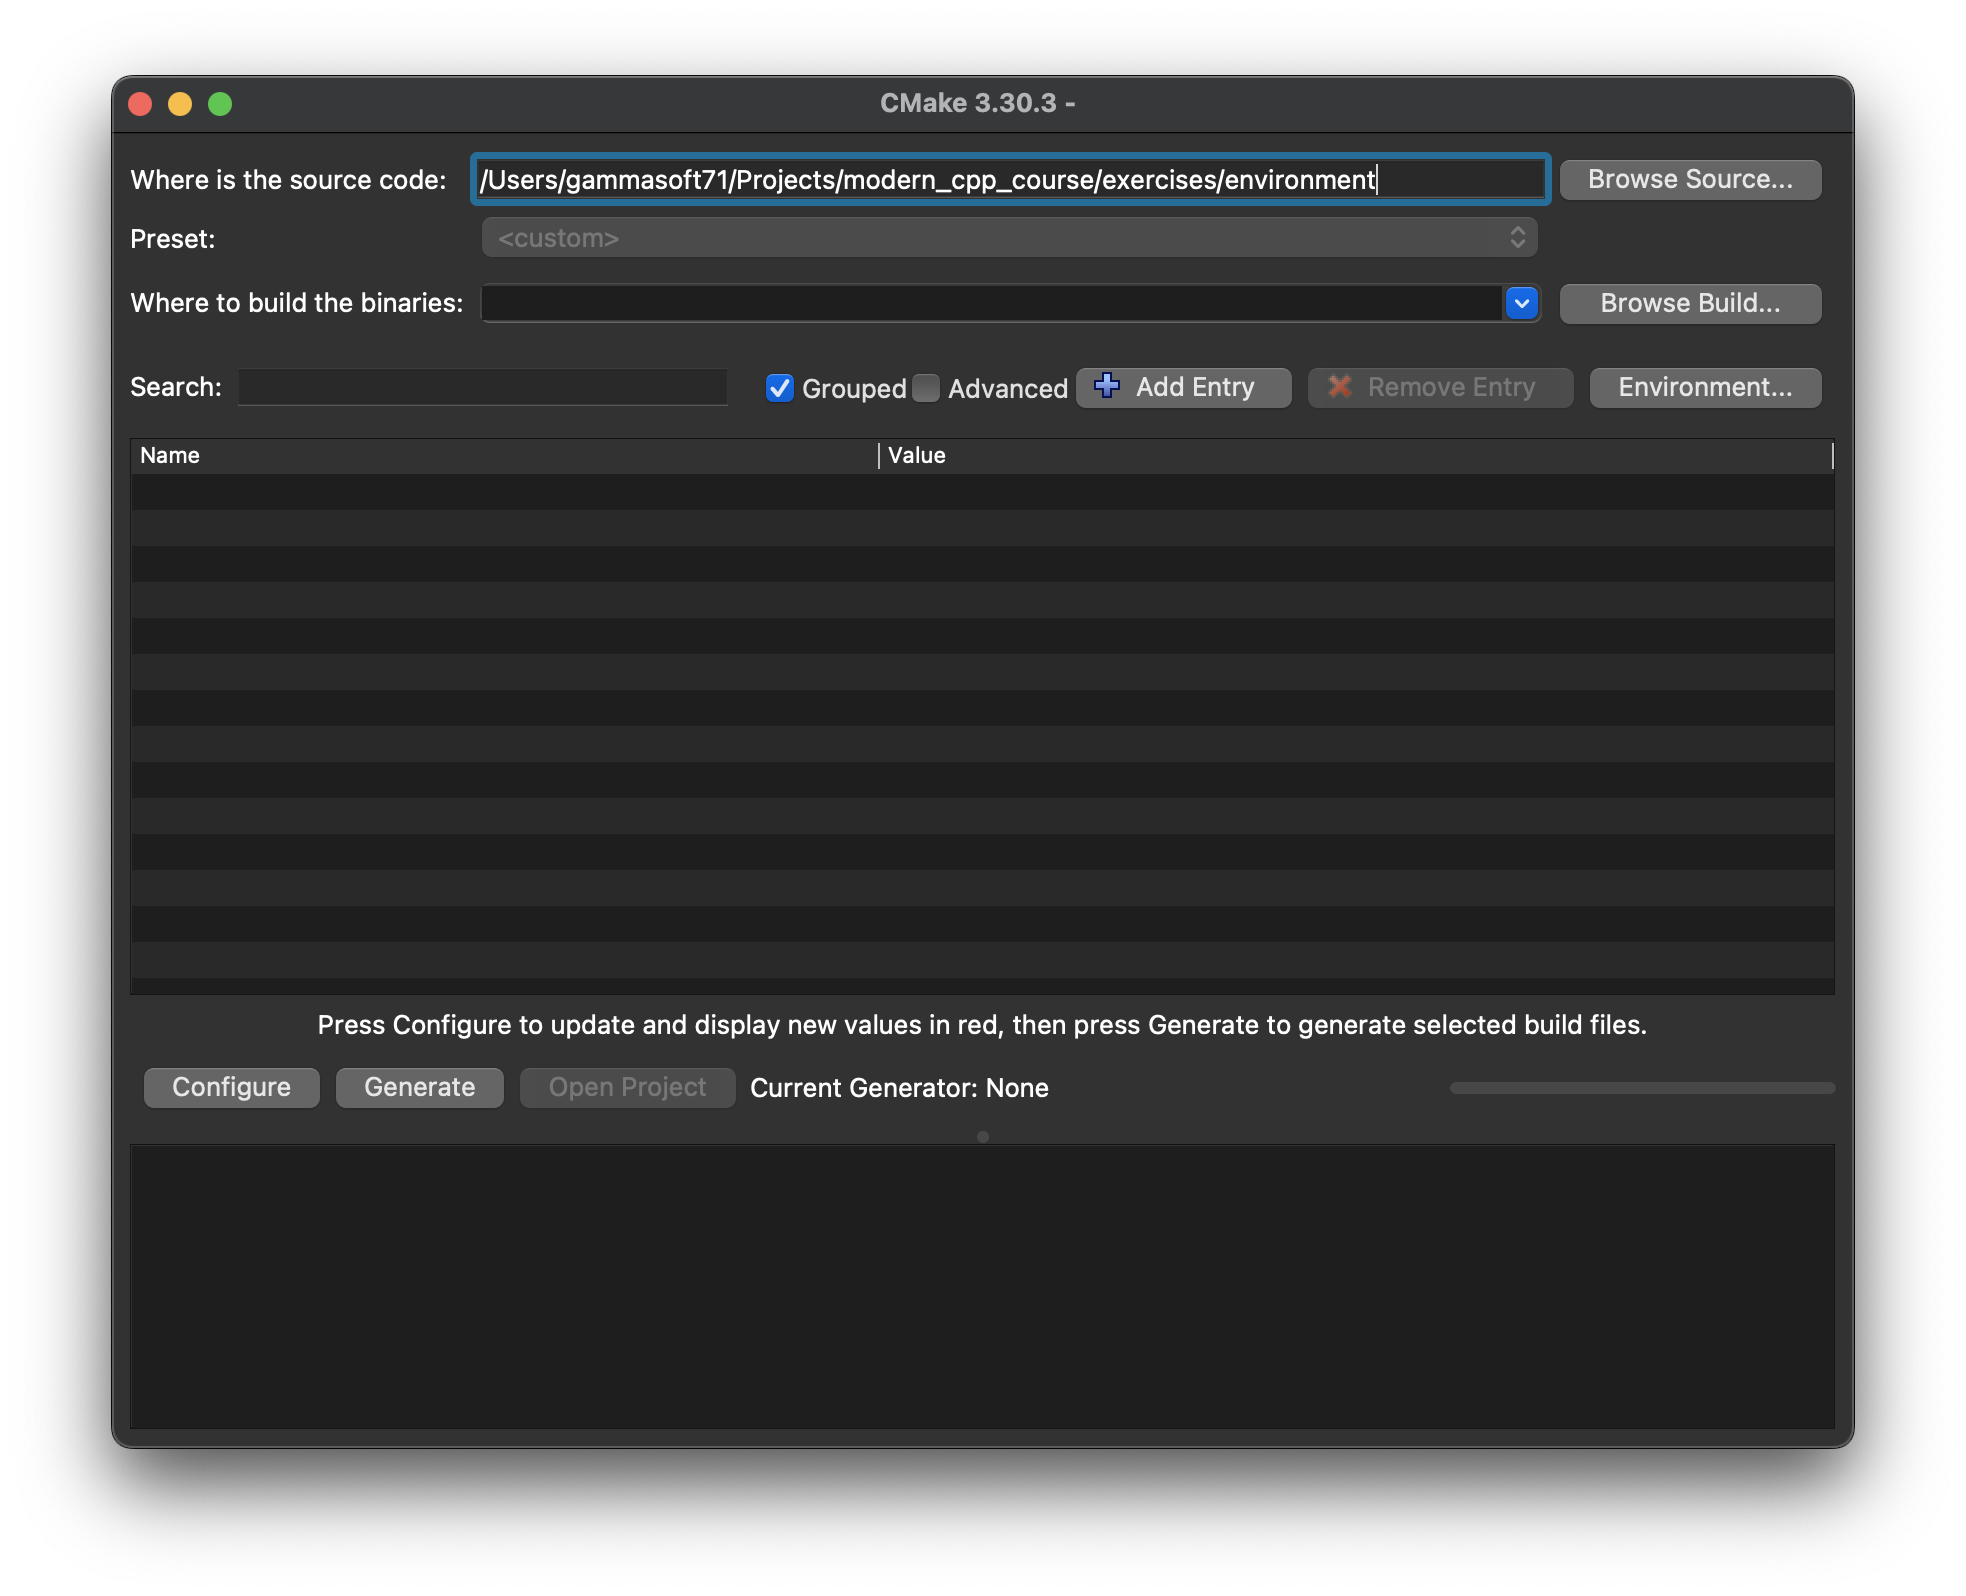 CMake 3.30.3 -
Where is the source code: /Users/gammasoft71/Projects/modern_cpp_course/exercises/environment Browse Source...
Preset: <custom>
Where to build the binaries: Browse Build...
Search: Grouped Advanced Add Entry Remove Entry Environment...
Name Value
Press Configure to update and display new values in red, then press Generate to generate selected build files.
Configure Generate Open Project Current Generator: None